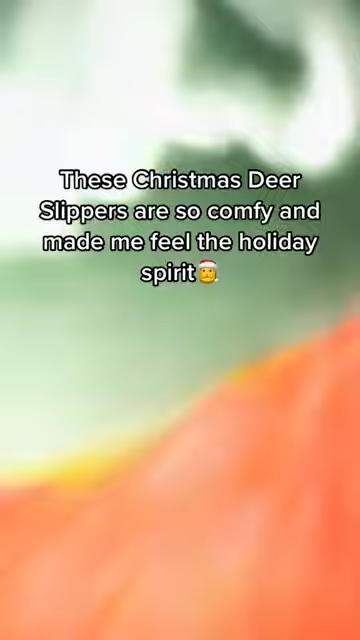 These Christmas Deer
Slippers are so comfy and
made me feel the holiday
spirit🎅